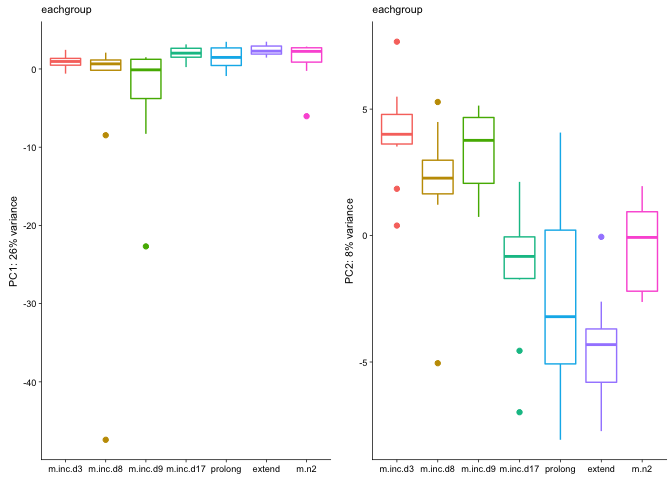 eachgroup
PC1: 26% variance
0
-10
-20
-30
-40
m.inc.d3 m.inc.d8 m.inc.d9 m.inc.d17 prolong extend m.n2
eachgroup
PC2: 8% variance
5
0
-5
m.inc.d3 m.inc.d8 m.inc.d9 m.inc.d17 prolong extend m.n2